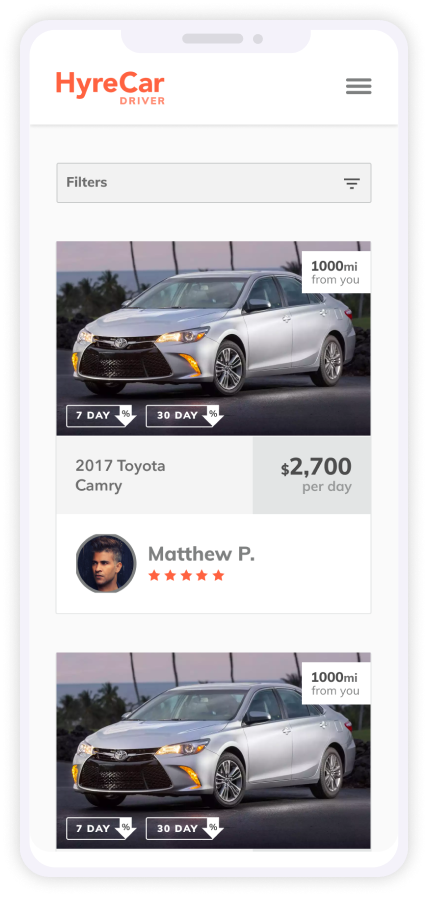 HyreCar
DRIVER
Filters
1000mi
from you
7 DAY %
30 DAY %
2017 Toyota
Camry
$2,700
per day
Matthew P.
1000mi
from you
7 DAY %
30 DAY %